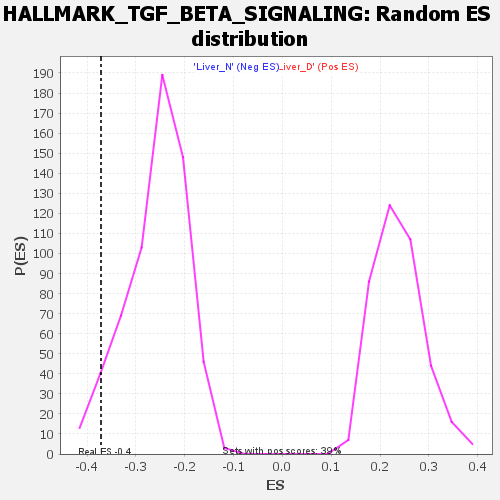 HALLMARK_TGF_BETA_SIGNALING: Random ES
distribution
'Liver_N' (Neg ES)
Liver_D' (Pos ES)
190
180
170
160
150
140
130
120
110
100
90
80
70
60
50
40
30
20
10
0
P(ES)
Real ES -0.4
Sets with pos scores: 39%
-0.4 -0.3 -0.2 -0.1 0.0 0.1 0.2 0.3 0.4
ES